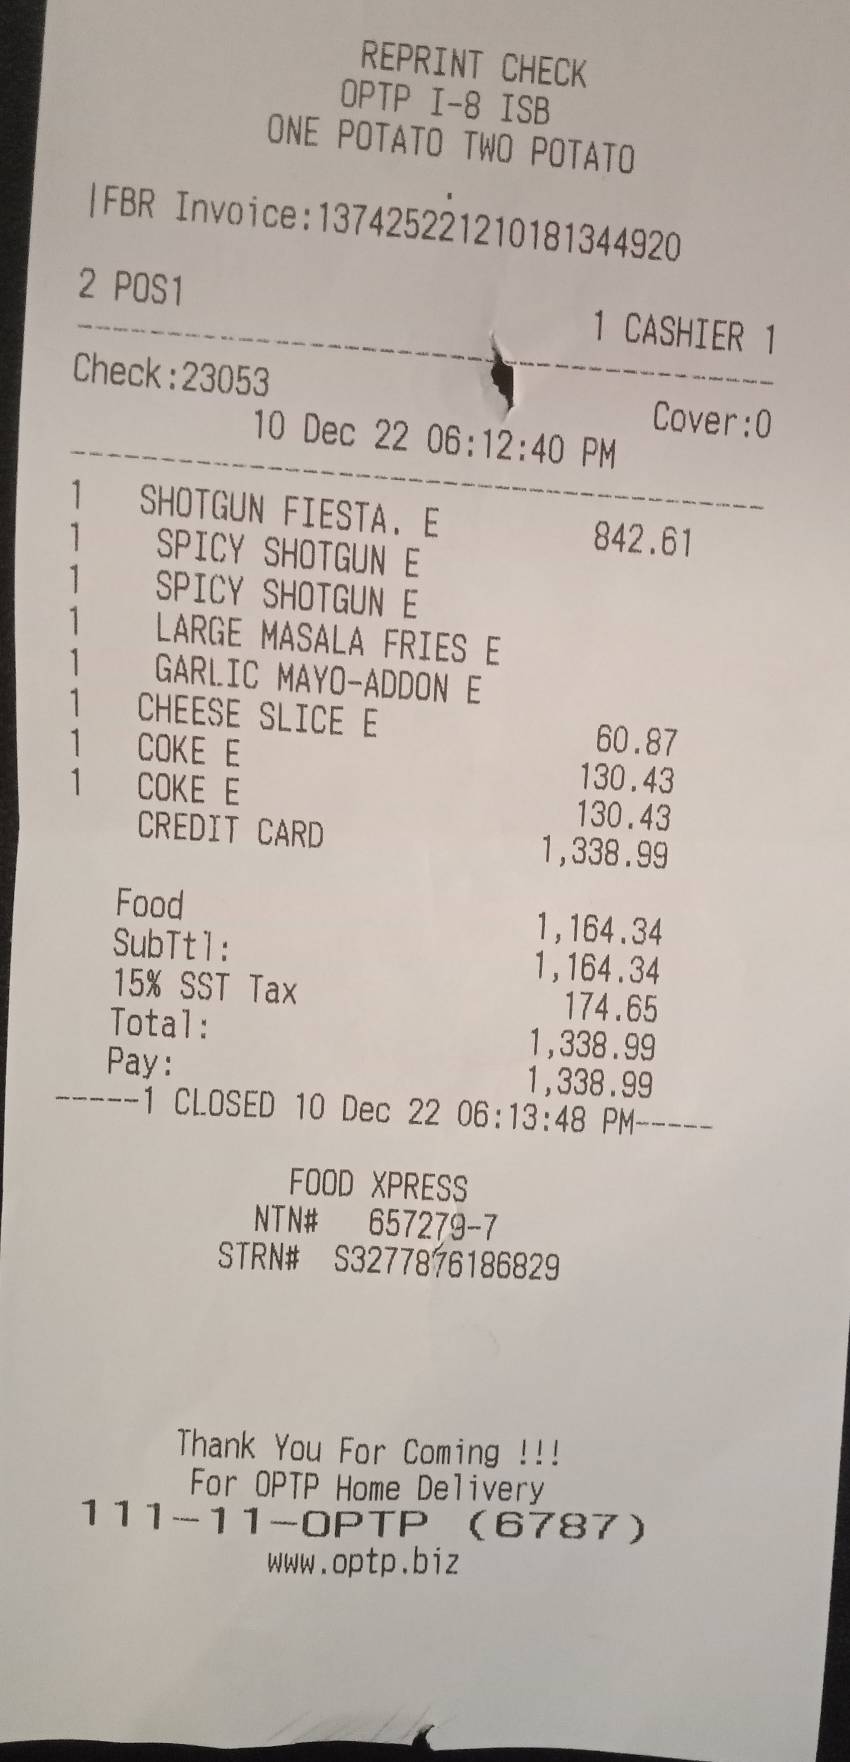 REPRINT CHECK
OPTP I-8 ISB
ONE POTATO TWO POTATO
|FBR Invoice:137425221210181344920
2 POS1 1 CASHIER 1
Check:23053 Cover:0
10 Dec 22 06:12:40 PM
1 SHOTGUN FIESTA. E 842.61
1 SPICY SHOTGUN E
1 SPICY SHOTGUN E
1 LARGE MASALA FRIES E
1 GARLIC MAYO-ADDON E
1 CHEESE SLICE E 60.87
1 COKE E 130.43
1 COKE E 130.43
CREDIT CARD 1,338.99
Food 1,164.34
SubTtl: 1,164.34
15% SST Tax 174.65
Total: 1,338.99
Pay: 1,338.99
-----1 CLOSED 10 Dec 22 06:13:48 PM-----
FOOD XPRESS
NTN# 657279-7
STRN# S3277876186829
Thank You For Coming !!!
For OPTP Home Delivery
111-11-OPTP (6787)
www.optp.biz